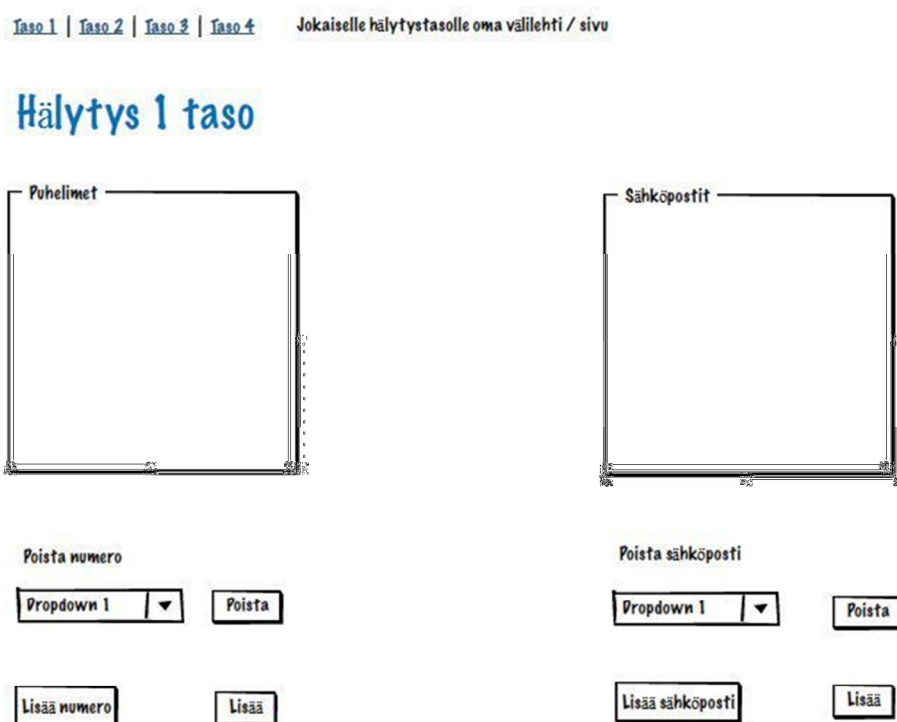 Taso 1 | Taso 2 | Taso 3 | Taso 4 Jokaiselle hälytystasolle oma välilehti / sivu
Hälytys 1 taso
Puhelimet Sähköpostit
Poista numero Poista sähköposti
Dropdown 1 Poista Dropdown 1 Poista
Lisää numero Lisää Lisää sähköposti Lisää